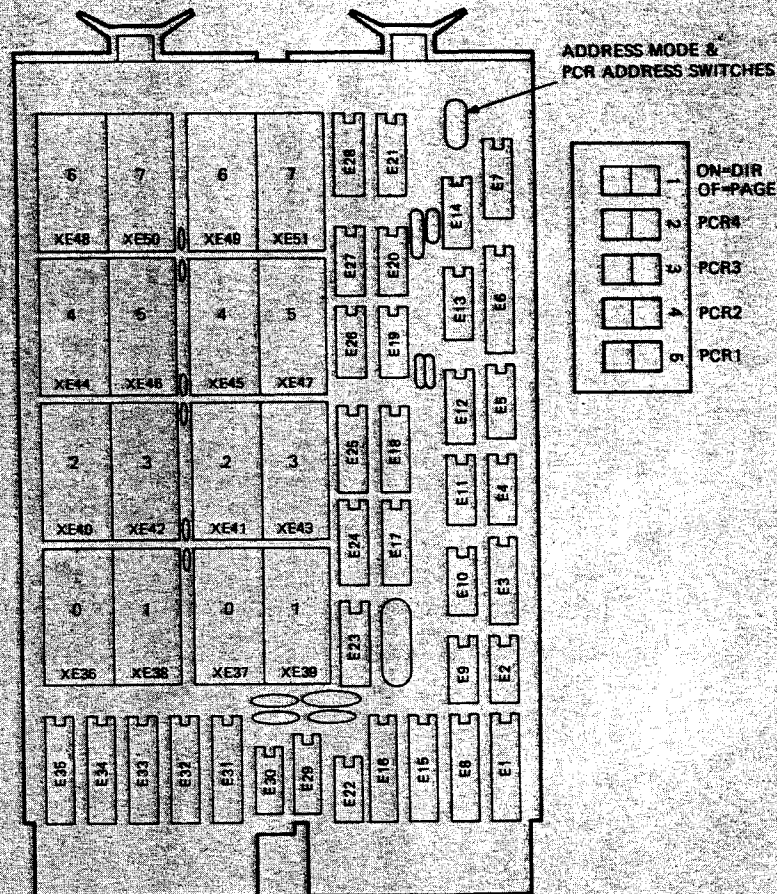 ADDRESS MODE &
PCR ADDRESS SWITCHES
1 ON=DIR
OF=PAGE
2 PCR4
3 PCR3
4 PCR2
5 PCR1
6 7 6 7
XE48 XE50 XE49 XE51
4 5 4 5
XE44 XE46 XE45 XE47
2 3 2 3
XE40 XE42 XE41 XE43
0 1 0 1
XE36 XE38 XE37 XE39
E28 E21 E7
E14
E27 E20
E13 E6
E26 E19
E12 E5
E25 E18
E11 E4
E24 E17
E10 E3
E23
E9 E2
E35 E34 E33 E32 E31 E30 E29 E22 E16 E15 E8 E1